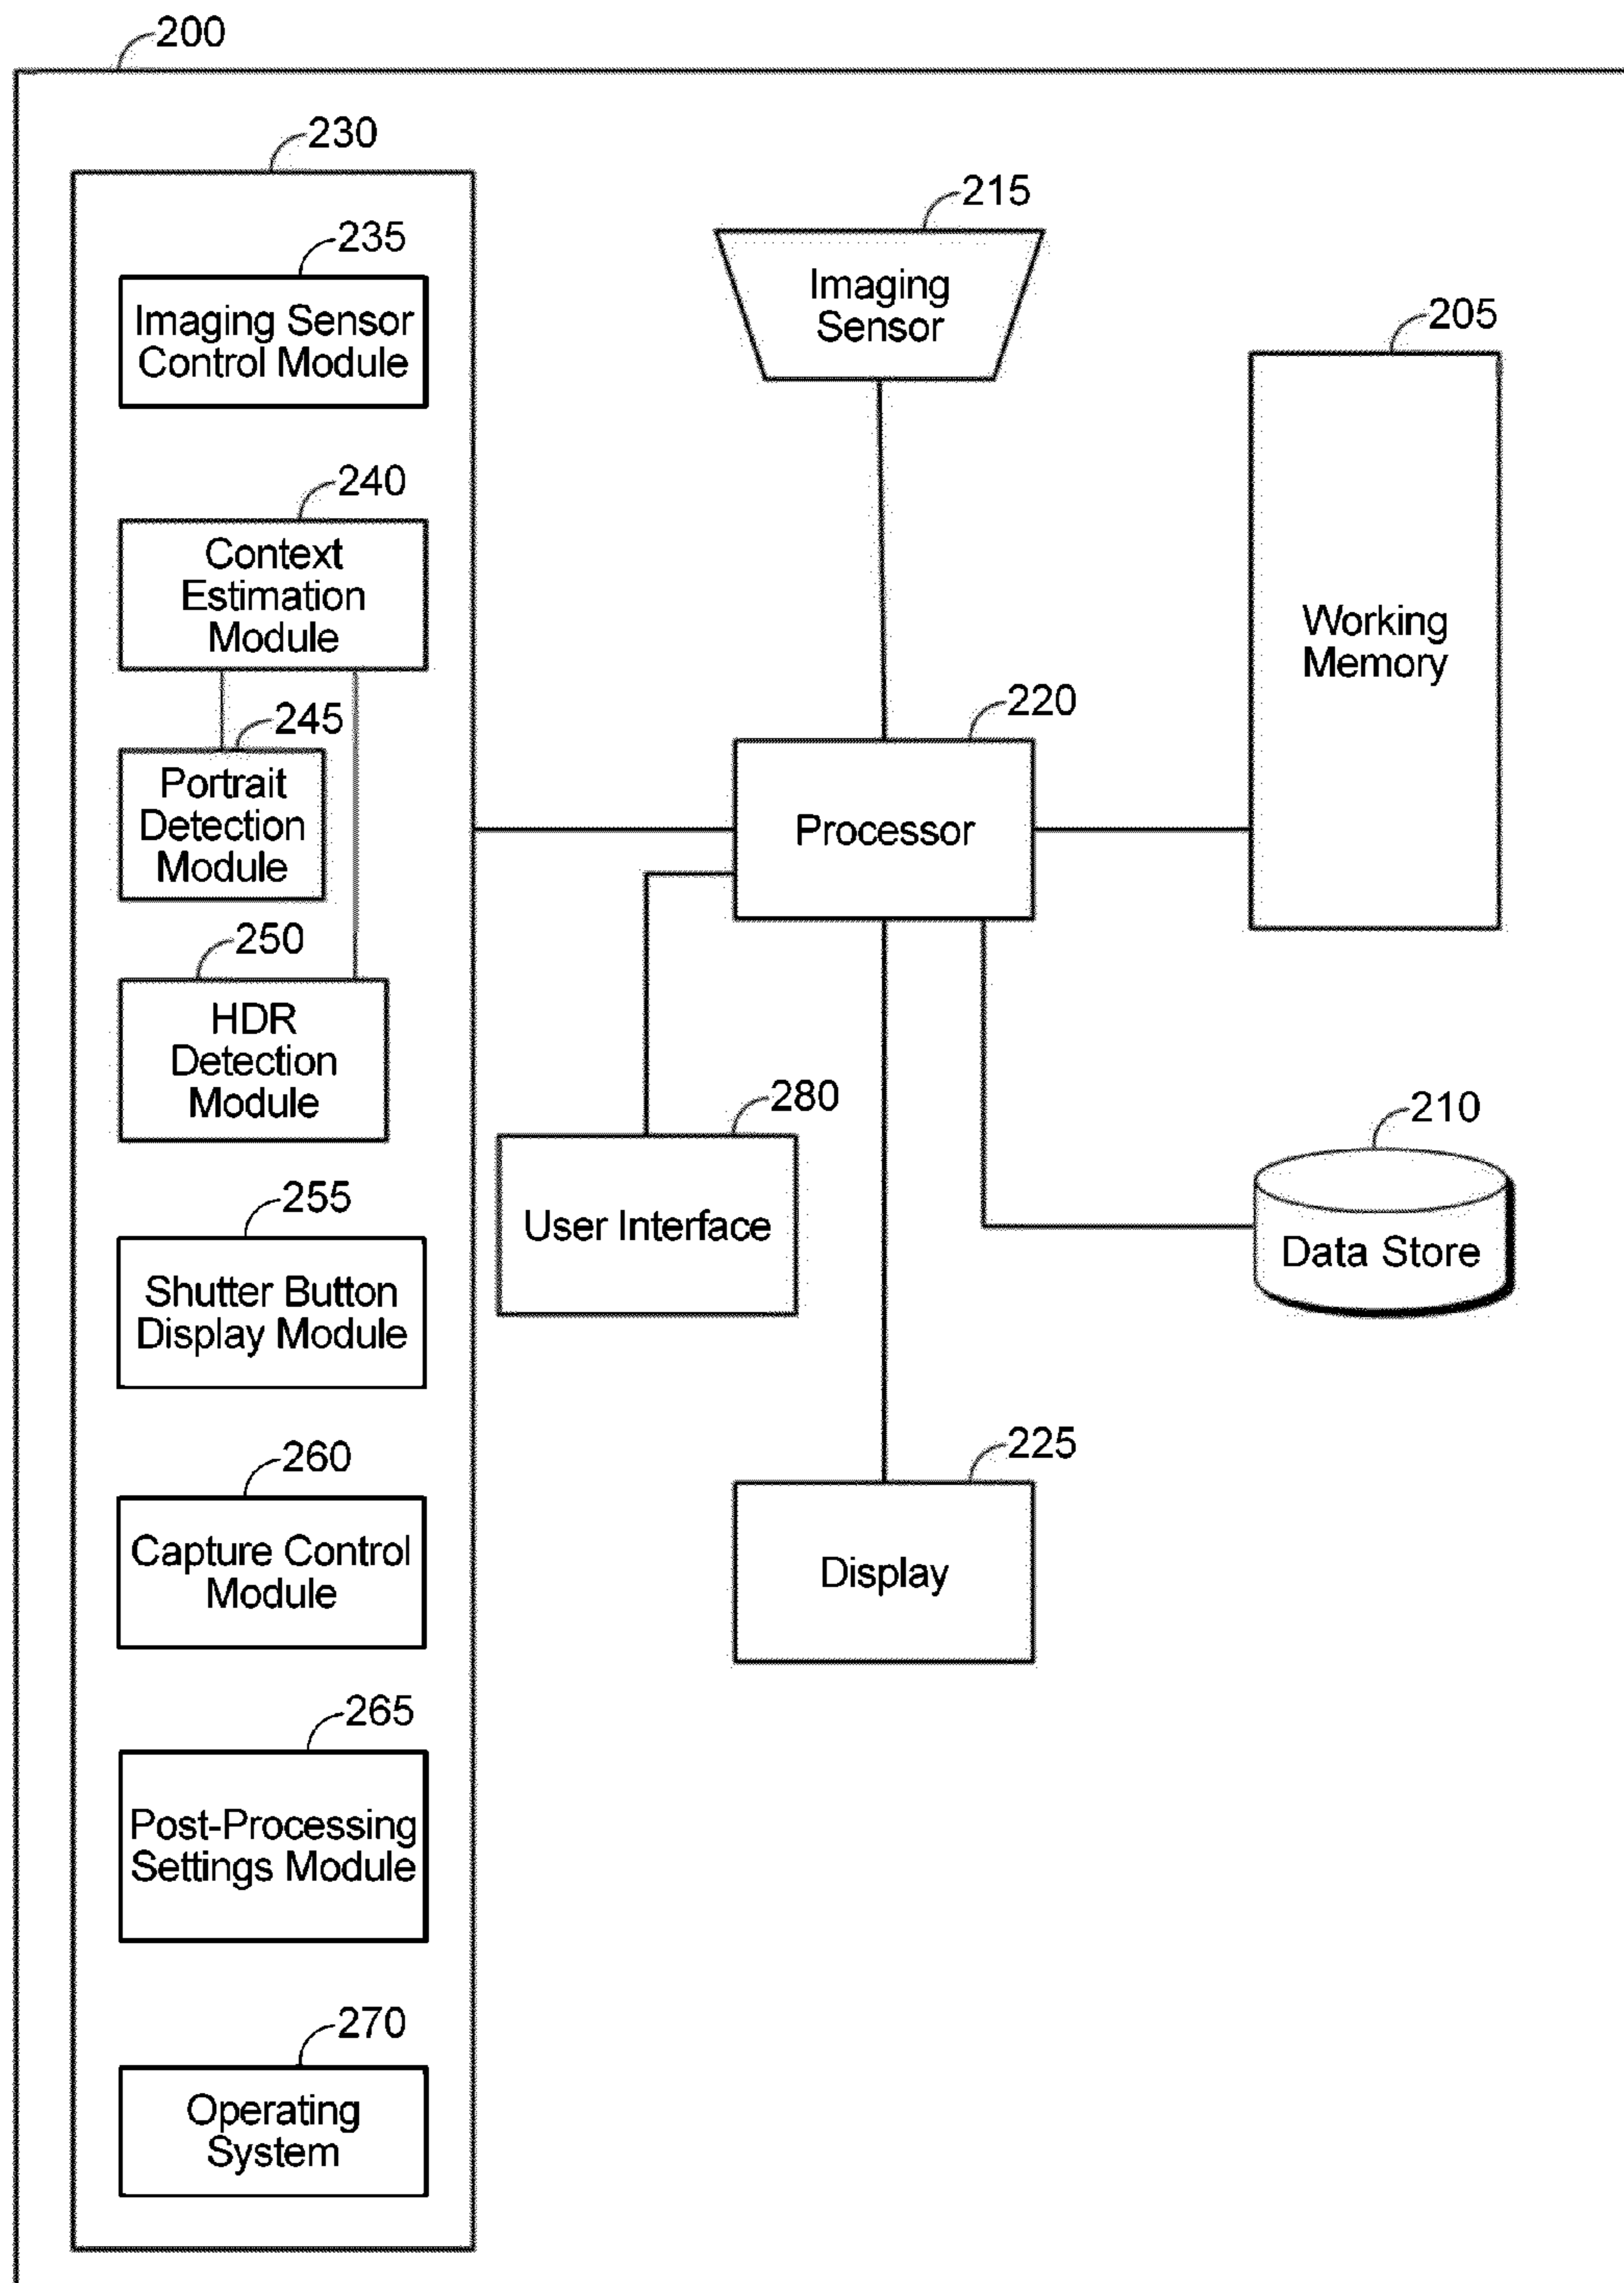 200
230
235
Imaging Sensor
Control Module
240
Context
Estimation
Module
245
Portrait
Detection
Module
250
HDR
Detection
Module
255
Shutter Button
Display Module
260
Capture Control
Module
265
Post-Processing
Settings Module
270
Operating
System
215
Imaging
Sensor
205
Working
Memory
220
Processor
280
User Interface
210
Data Store
225
Display